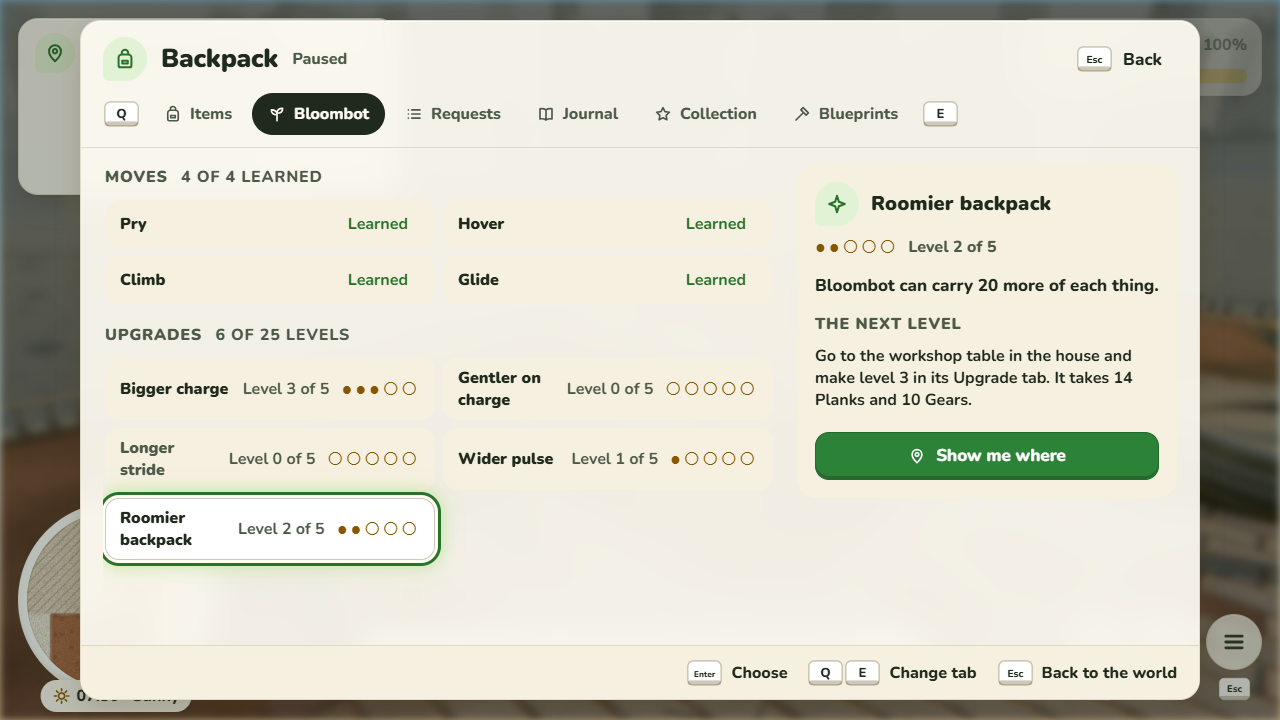 Backpack Paused
Esc Back
100%
Q Items Bloombot Requests Journal Collection Blueprints E
MOVES 4 OF 4 LEARNED
Pry Learned
Hover Learned
Climb Learned
Glide Learned
UPGRADES 6 OF 25 LEVELS
Bigger charge Level 3 of 5
Gentler on charge Level 0 of 5
Longer stride Level 0 of 5
Wider pulse Level 1 of 5
Roomier backpack Level 2 of 5
Roomier backpack
Level 2 of 5
Bloombot can carry 20 more of each thing.
THE NEXT LEVEL
Go to the workshop table in the house and
make level 3 in its Upgrade tab. It takes 14
Planks and 10 Gears.
Show me where
Enter Choose Q E Change tab Esc Back to the world
Esc